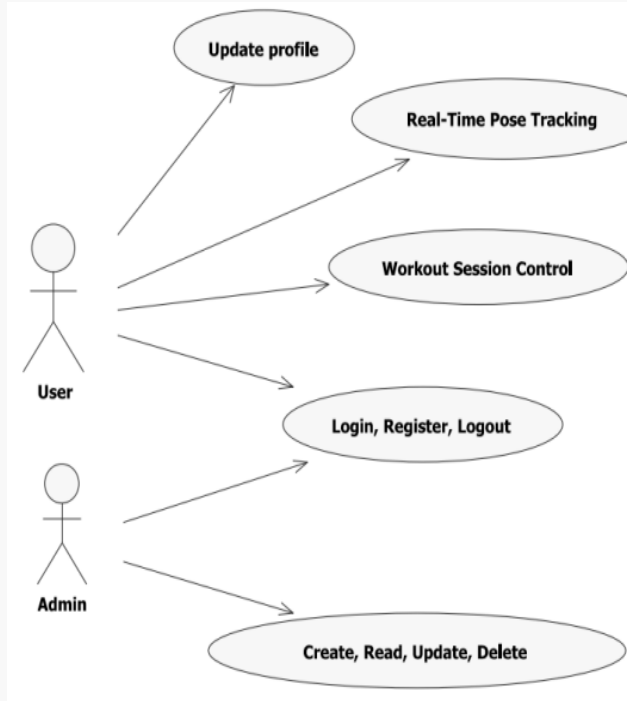 Update profile
Real-Time Pose Tracking
Workout Session Control
User
Login, Register, Logout
Admin
Create, Read, Update, Delete